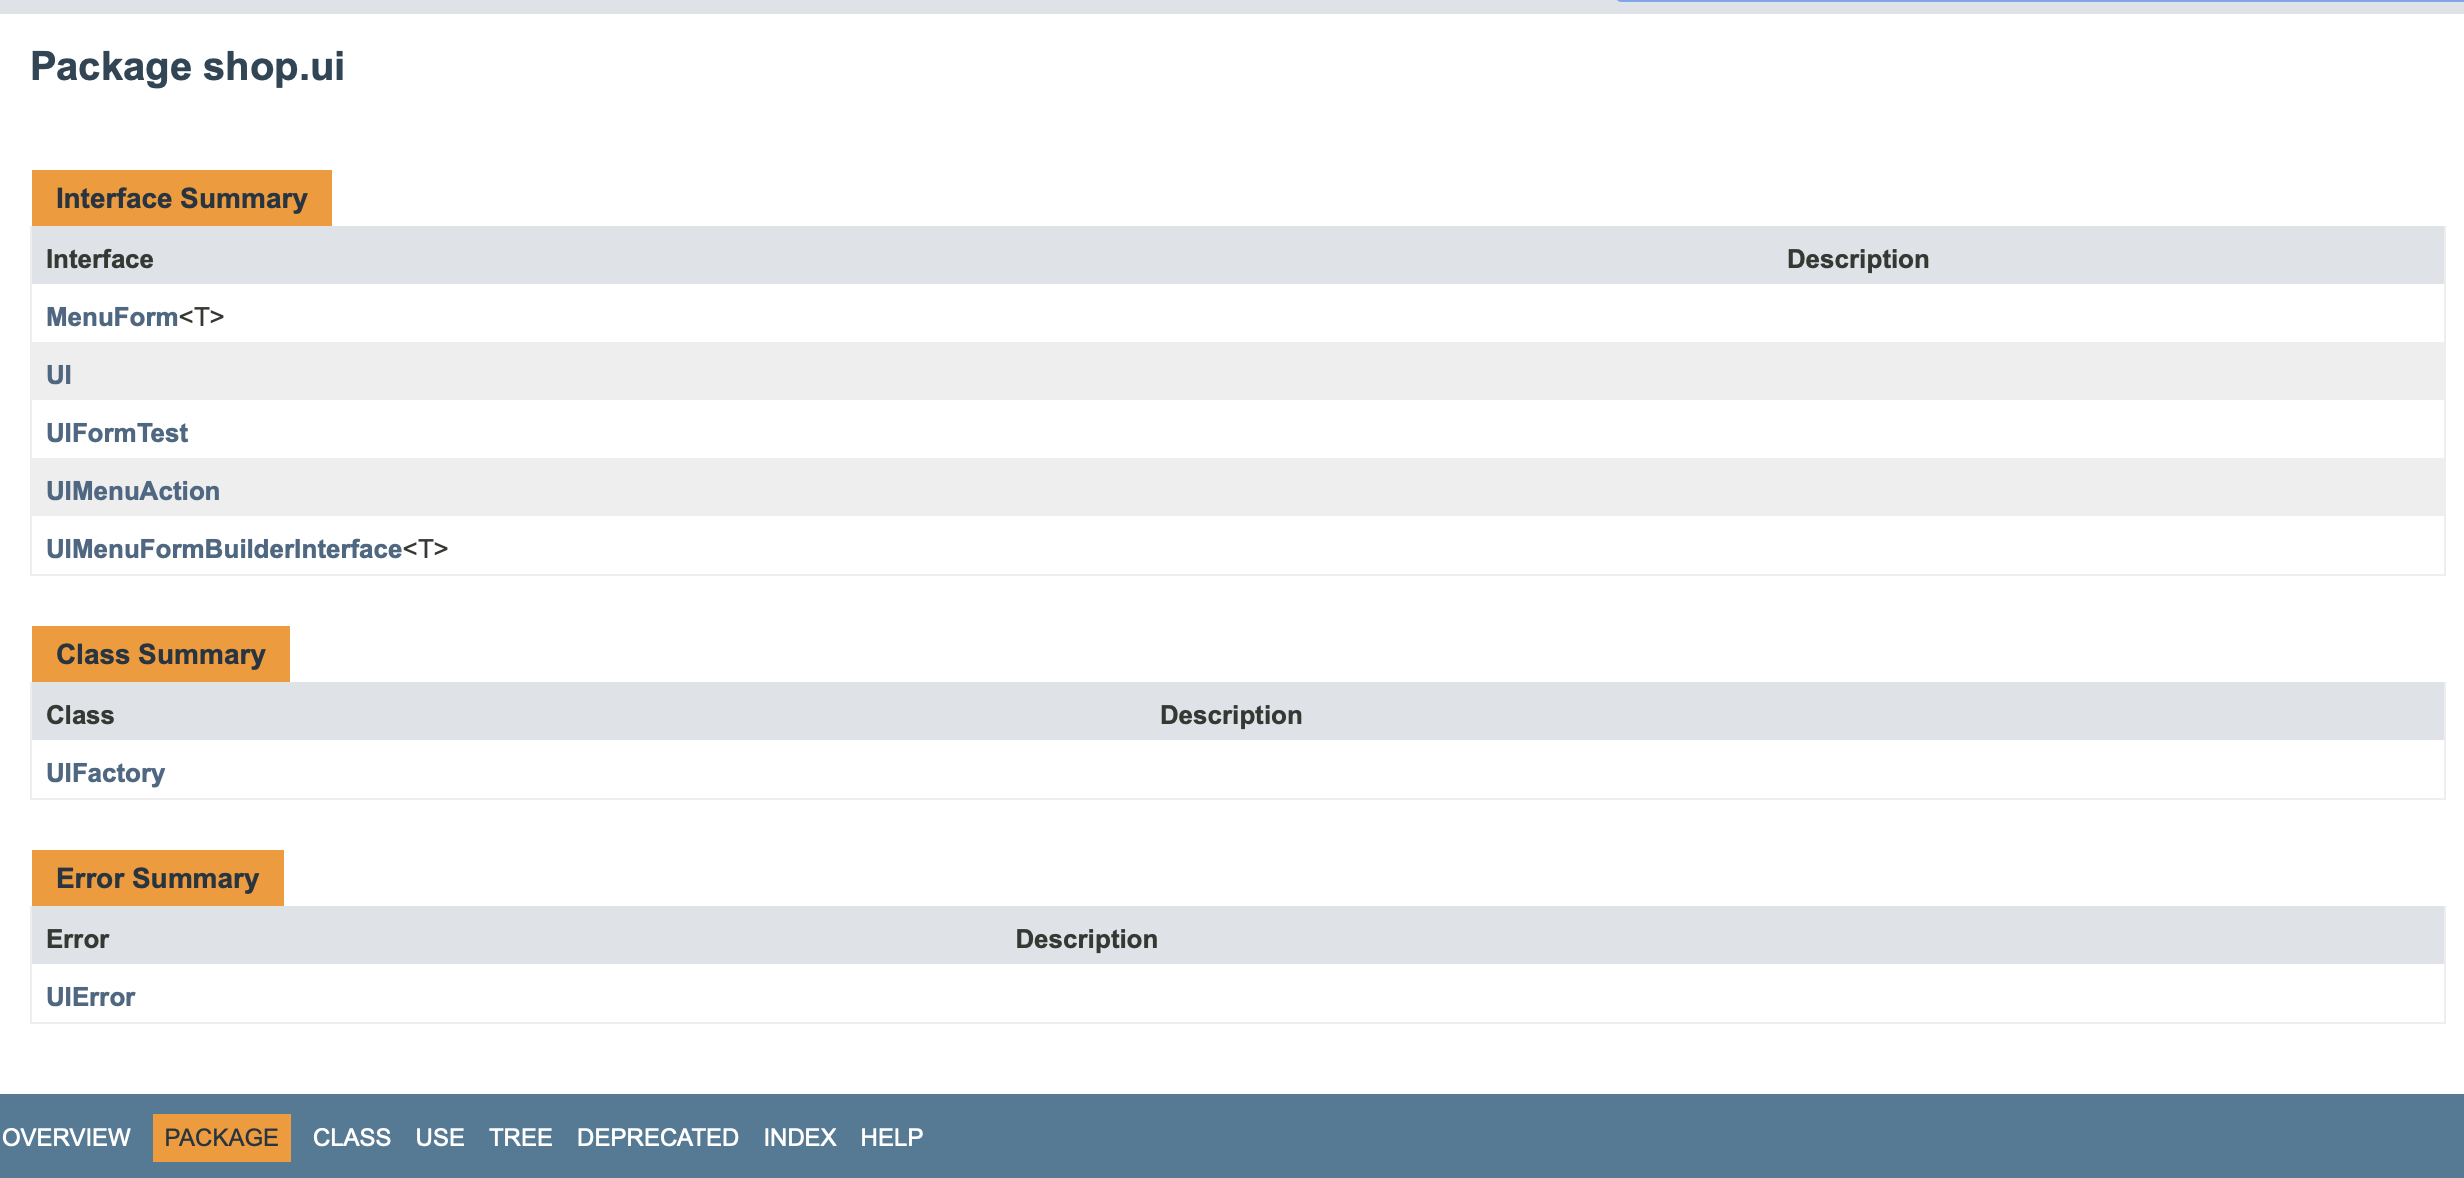 Package shop.ui
Interface Summary
Interface Description
MenuForm<T>
UI
UIFormTest
UIMenuAction
UIMenuFormBuilderInterface<T>
Class Summary
Class Description
UIFactory
Error Summary
Error Description
UIError
OVERVIEW PACKAGE CLASS USE TREE DEPRECATED INDEX HELP